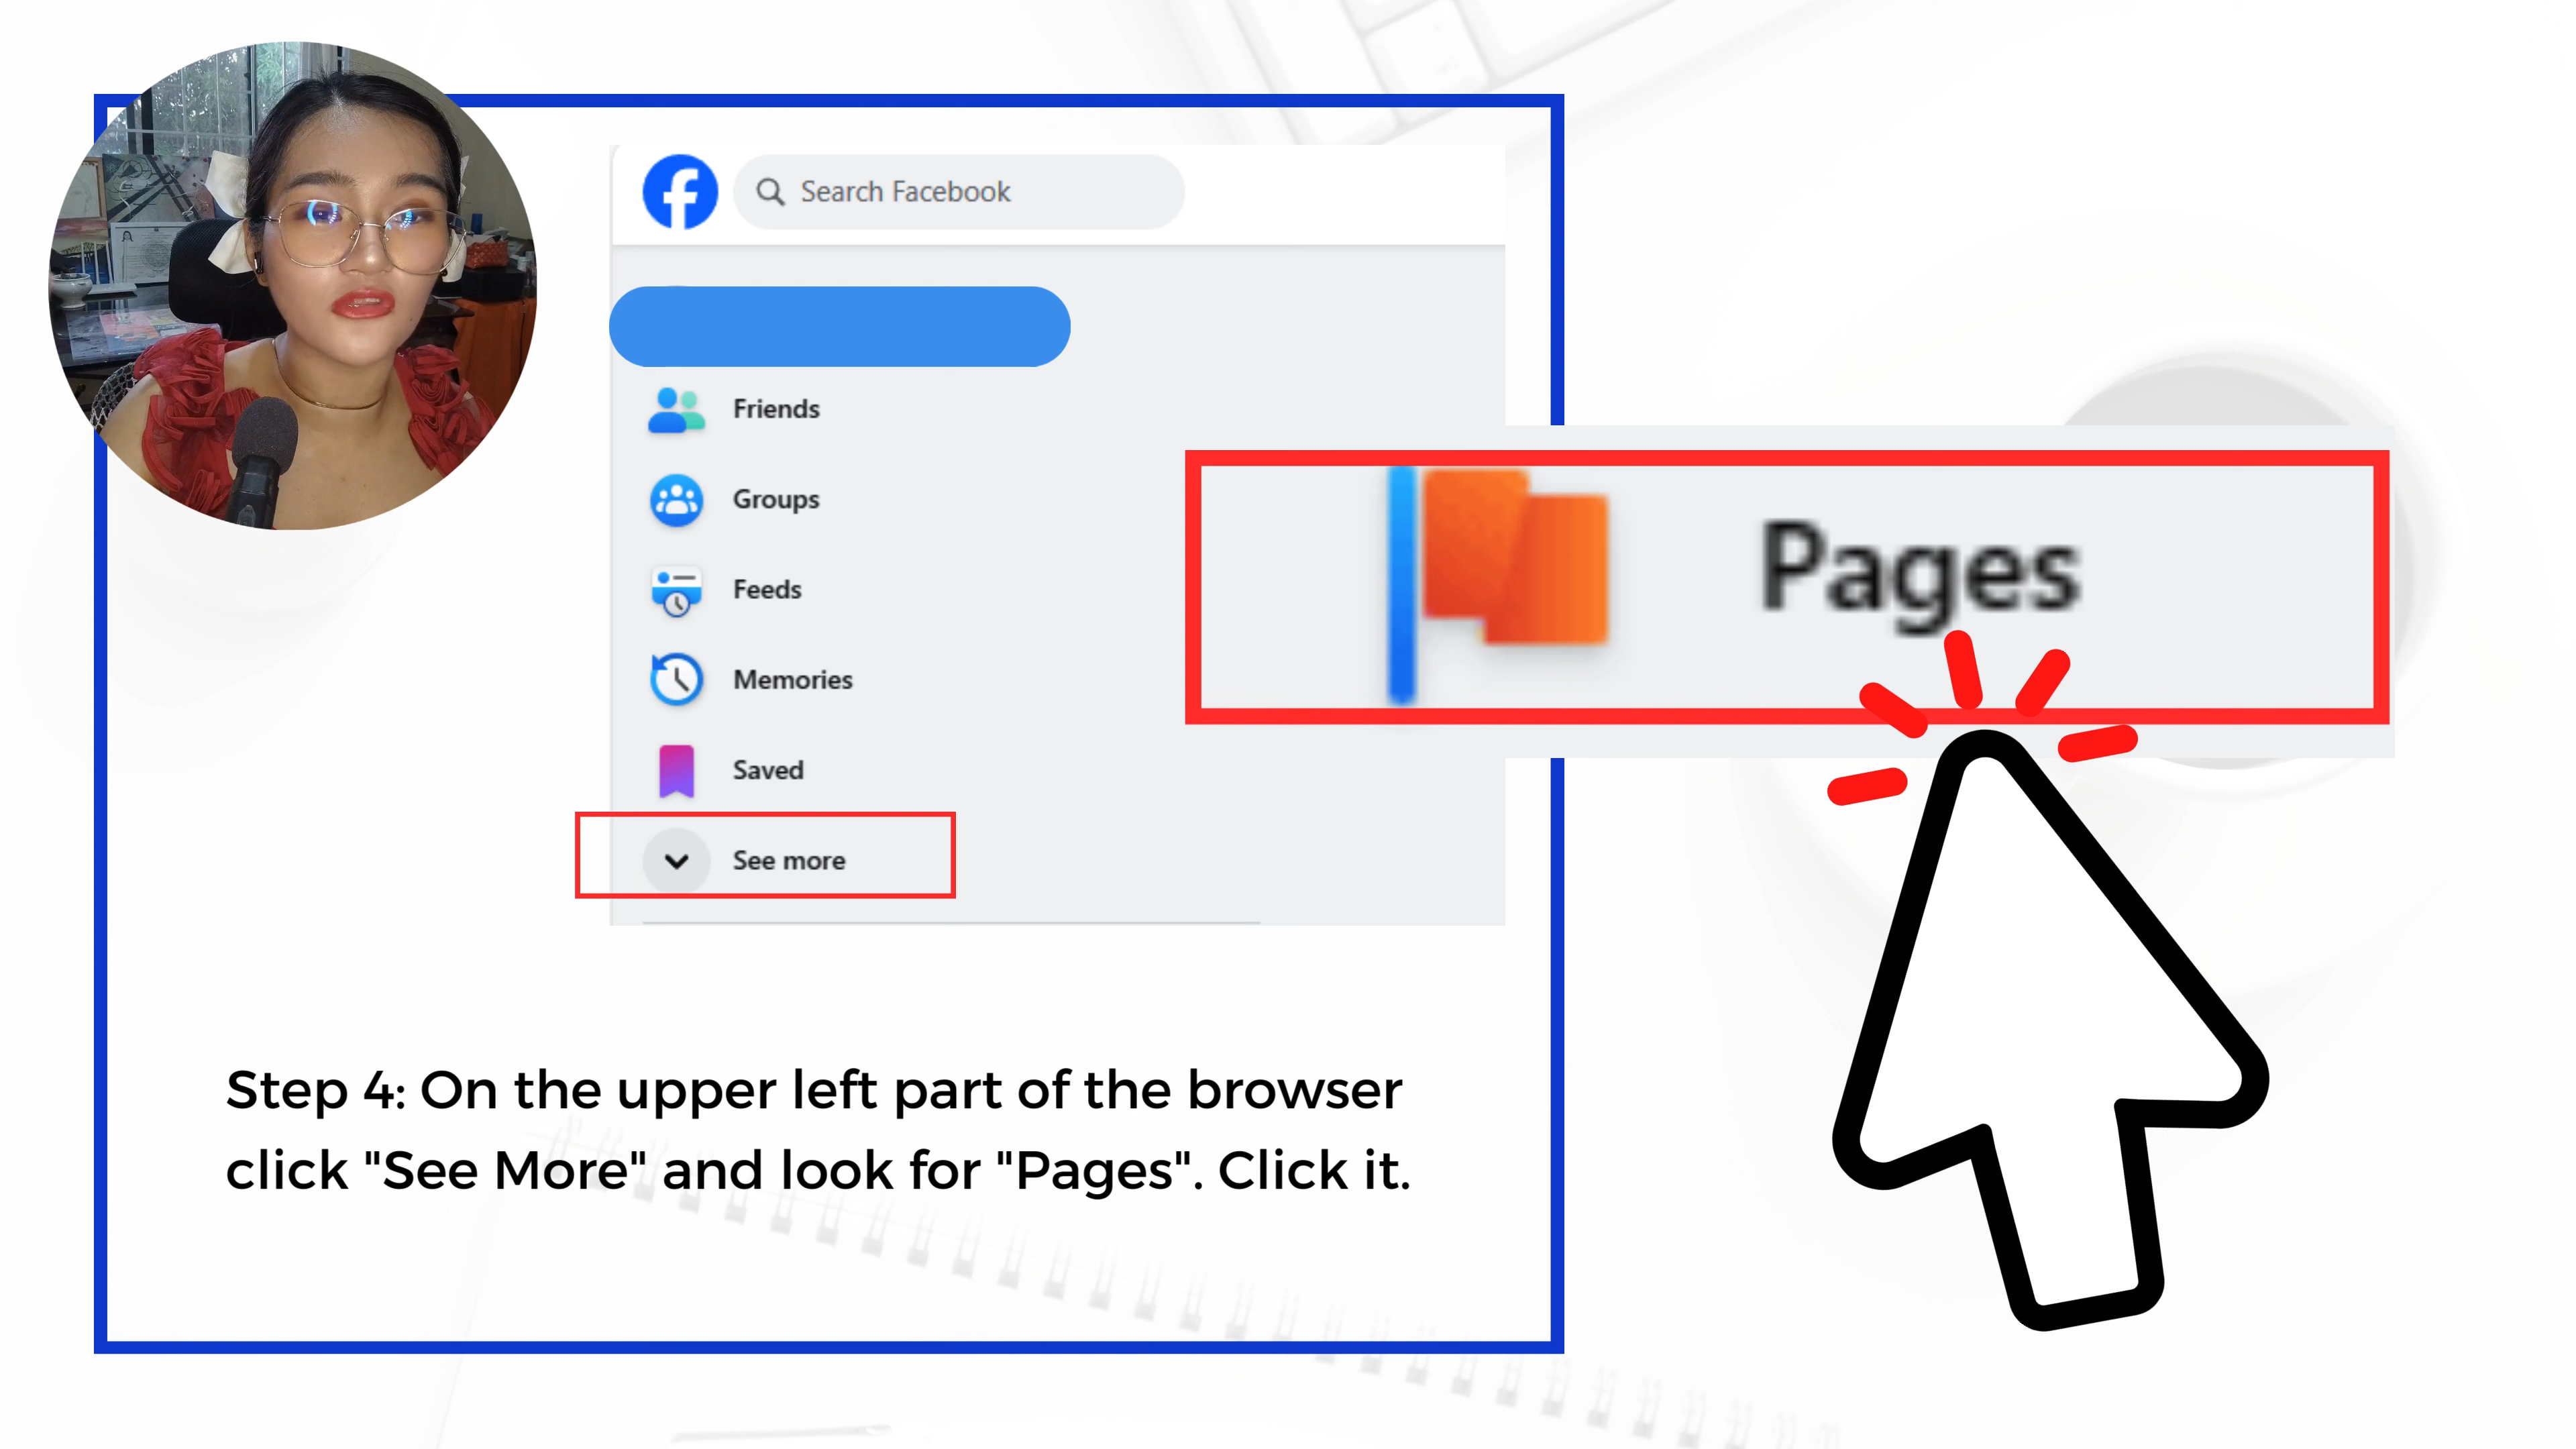 Search Facebook
Friends
Groups
Feeds
Memories
Saved
See more
Pages
Step 4: On the upper left part of the browser
click "See More" and look for "Pages". Click it.